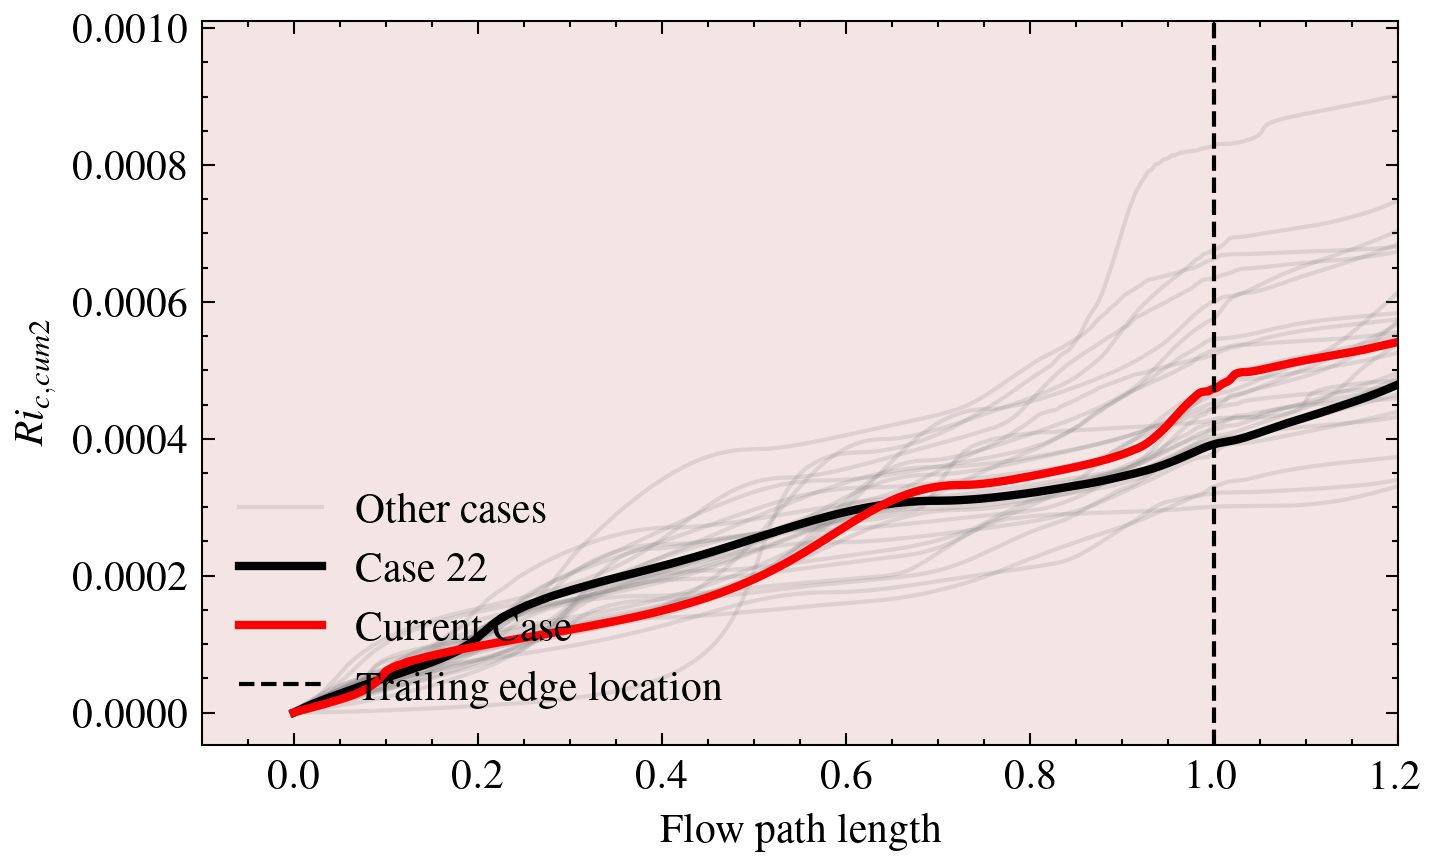 0.0010
0.0008
0.0006
0.0004
0.0002
0.0000
Ri_{c,cum2}
Other cases
Case 22
Current Case
Trailing edge location
0.0 0.2 0.4 0.6 0.8 1.0 1.2
Flow path length